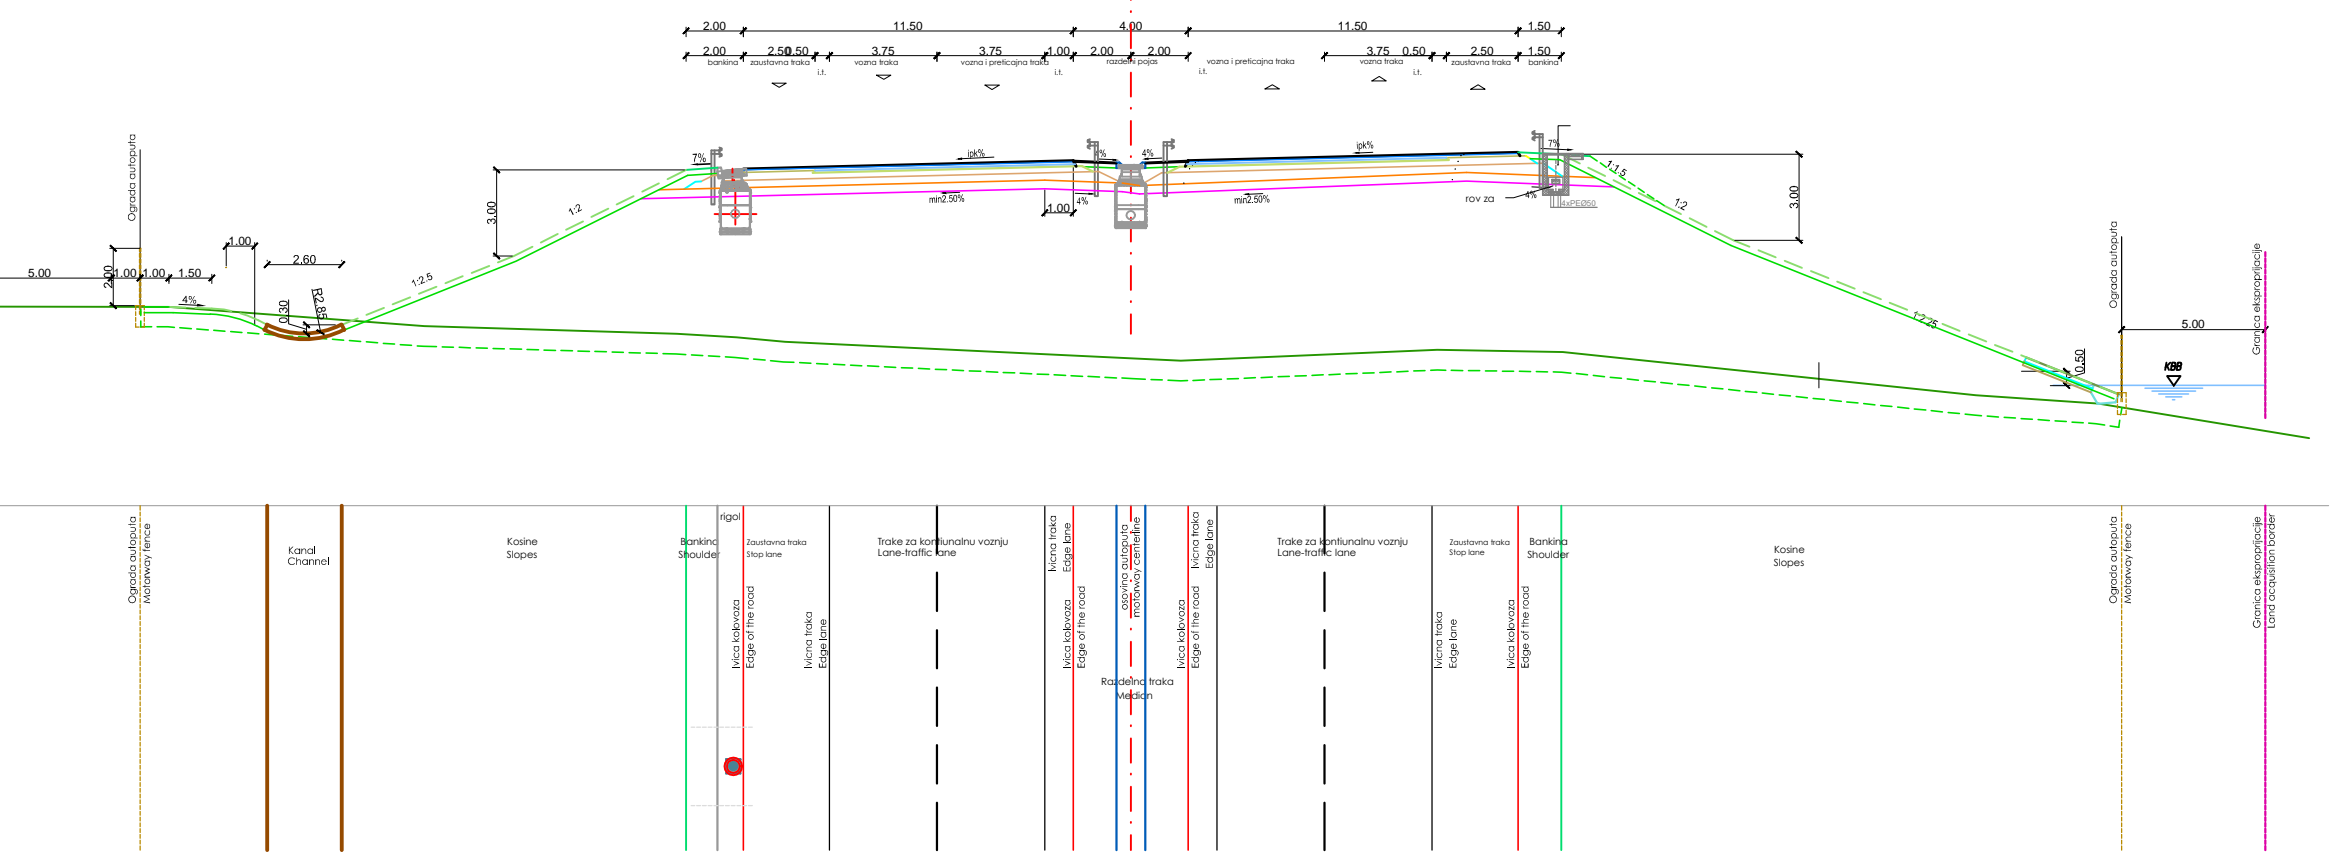 2.00 11.50 4.00 11.50 1.50
2.00 2.50 0.50 3.75 3.75 1.00 2.00 2.00 3.75 0.50 2.50 1.50
bankina zaustavna traka vozna traka vozna i preticajna traka razdelni pojas vozna i preticajna traka vozna traka zaustavna traka bankina
i.t. i.t. i.t. i.t.
Ograda autoputa
7% ipk% 4% 4% ipk% 7%
1:1.5
3.00 1:2 min2.50% 1.00 4% min2.50% rov za 4% 4xPEØ50 1:2 3.00
Ograda autoputa
Granica eksproprijacije
5.00 2.00 1.00 1.00 1.50 1.00 2.60
1:2.5
4% 0.30 R2.85
1:2.25
5.00
0.50
KBB
Ograda autoputa
Motorway fence
Kanal
Channel
Kosine
Slopes
Bankina
Shoulder
rigol
Zaustavna traka
Stop lane
Ivica kolovoza
Edge of the road
Ivicna traka
Edge lane
Trake za kontiunalnu voznju
Lane-traffic lane
Ivicna traka
Edge lane
Ivica kolovoza
Edge of the road
osovina autoputa
motorway centerline
Razdelna traka
Median
Ivicna traka
Edge lane
Ivica kolovoza
Edge of the road
Trake za kontiunalnu voznju
Lane-traffic lane
Ivicna traka
Edge lane
Zaustavna traka
Stop lane
Ivica kolovoza
Edge of the road
Bankina
Shoulder
Kosine
Slopes
Ograda autoputa
Motorway fence
Granica eksproprijacije
Land acquisition border